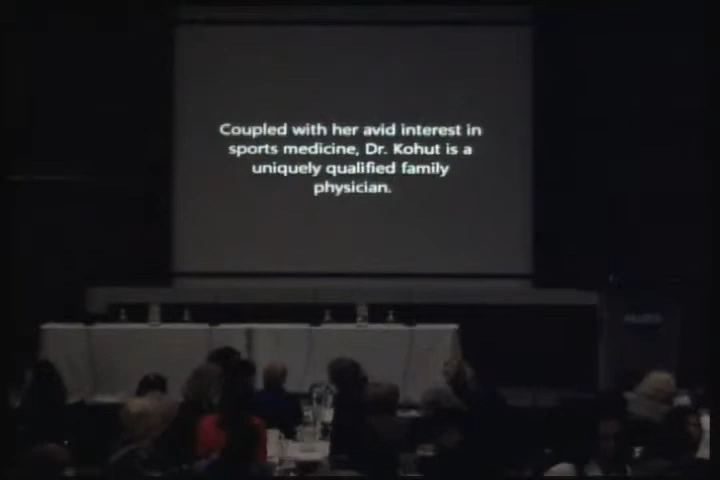 Coupled with her avid interest in
sports medicine, Dr. Kohut is a
uniquely qualified family
physician.